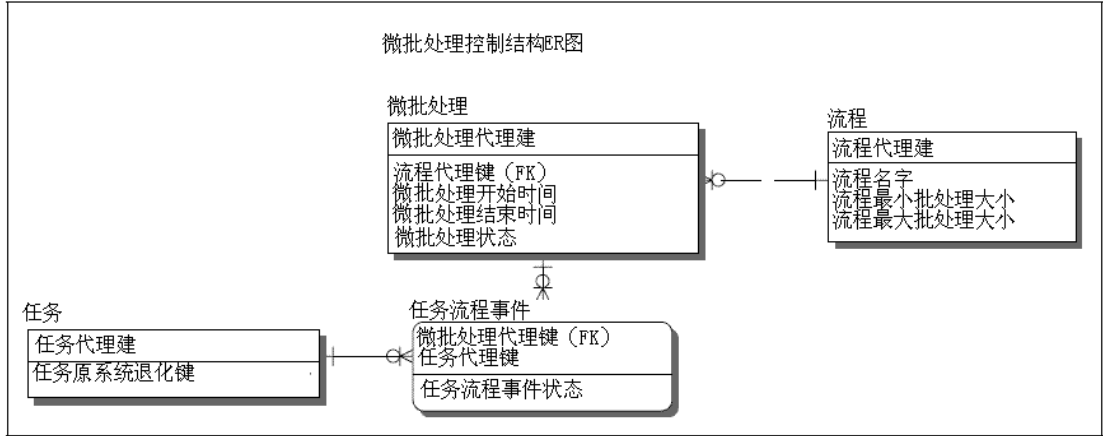 微批处理控制结构ER图
微批处理
微批处理代理建
流程代理键（FK）
微批处理开始时间
微批处理结束时间
微批处理状态
流程
流程代理建
流程名字
流程最小批处理大小
流程最大批处理大小
任务
任务代理建
任务原系统退化键
任务流程事件
微批处理代理键（FK）
任务代理键
任务流程事件状态